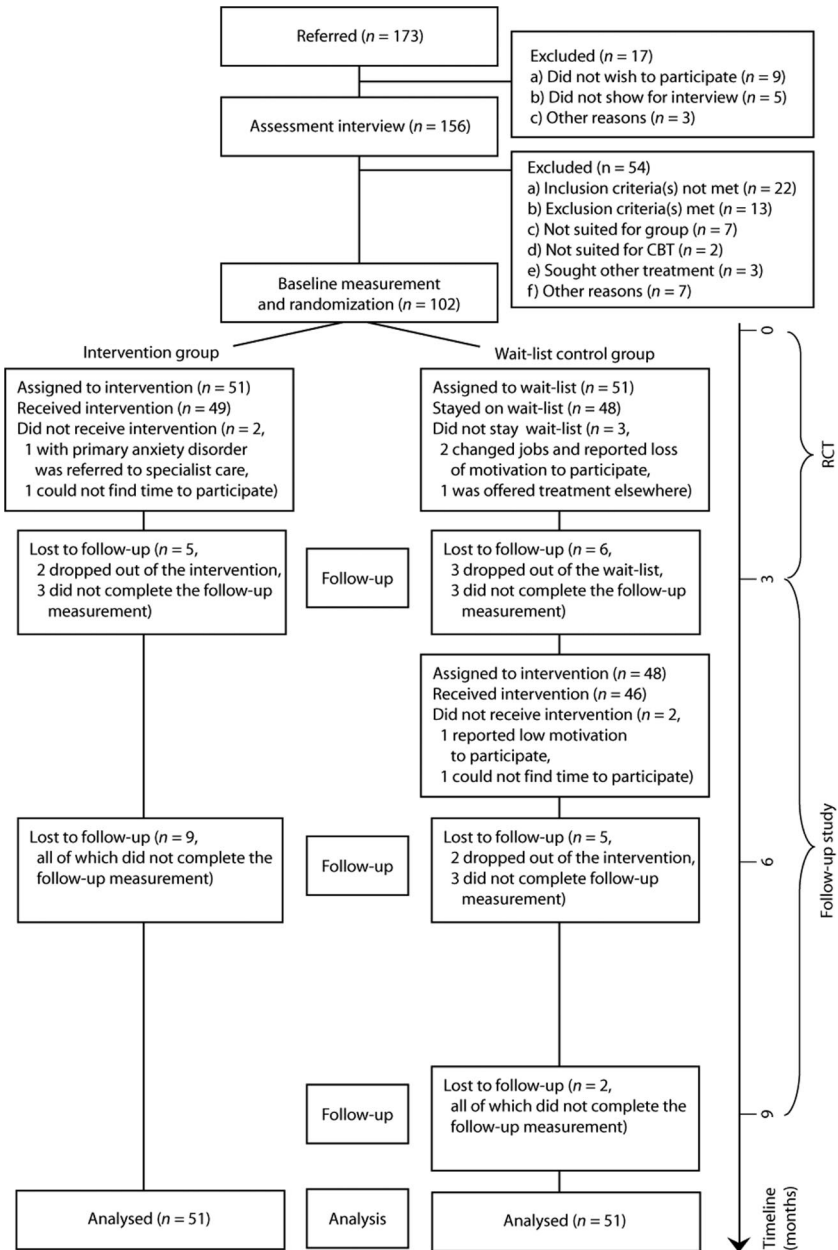 Referred (n = 173)
Excluded (n = 17)
a) Did not wish to participate (n = 9)
b) Did not show for interview (n = 5)
c) Other reasons (n = 3)
Assessment interview (n = 156)
Excluded (n = 54)
a) Inclusion criteria(s) not met (n = 22)
b) Exclusion criteria(s) met (n = 13)
c) Not suited for group (n = 7)
d) Not suited for CBT (n = 2)
e) Sought other treatment (n = 3)
f) Other reasons (n = 7)
Baseline measurement
and randomization (n = 102)
0
Intervention group
Wait-list control group
Assigned to intervention (n = 51)
Received intervention (n = 49)
Did not receive intervention (n = 2,
1 with primary anxiety disorder
was referred to specialist care,
1 could not find time to participate)
Assigned to wait-list (n = 51)
Stayed on wait-list (n = 48)
Did not stay wait-list (n = 3,
2 changed jobs and reported loss
of motivation to participate,
1 was offered treatment elsewhere)
RCT
Lost to follow-up (n = 5,
2 dropped out of the intervention,
3 did not complete the follow-up
measurement)
Follow-up
Lost to follow-up (n = 6,
3 dropped out of the wait-list,
3 did not complete the follow-up
measurement)
3
Assigned to intervention (n = 48)
Received intervention (n = 46)
Did not receive intervention (n = 2,
1 reported low motivation
to participate,
1 could not find time to participate)
Lost to follow-up (n = 9,
all of which did not complete the
follow-up measurement)
Follow-up
Lost to follow-up (n = 5,
2 dropped out of the intervention,
3 did not complete follow-up
measurement)
6
Follow-up study
Follow-up
Lost to follow-up (n = 2,
all of which did not complete the
follow-up measurement)
9
Analysed (n = 51)
Analysis
Analysed (n = 51)
Timeline
(months)